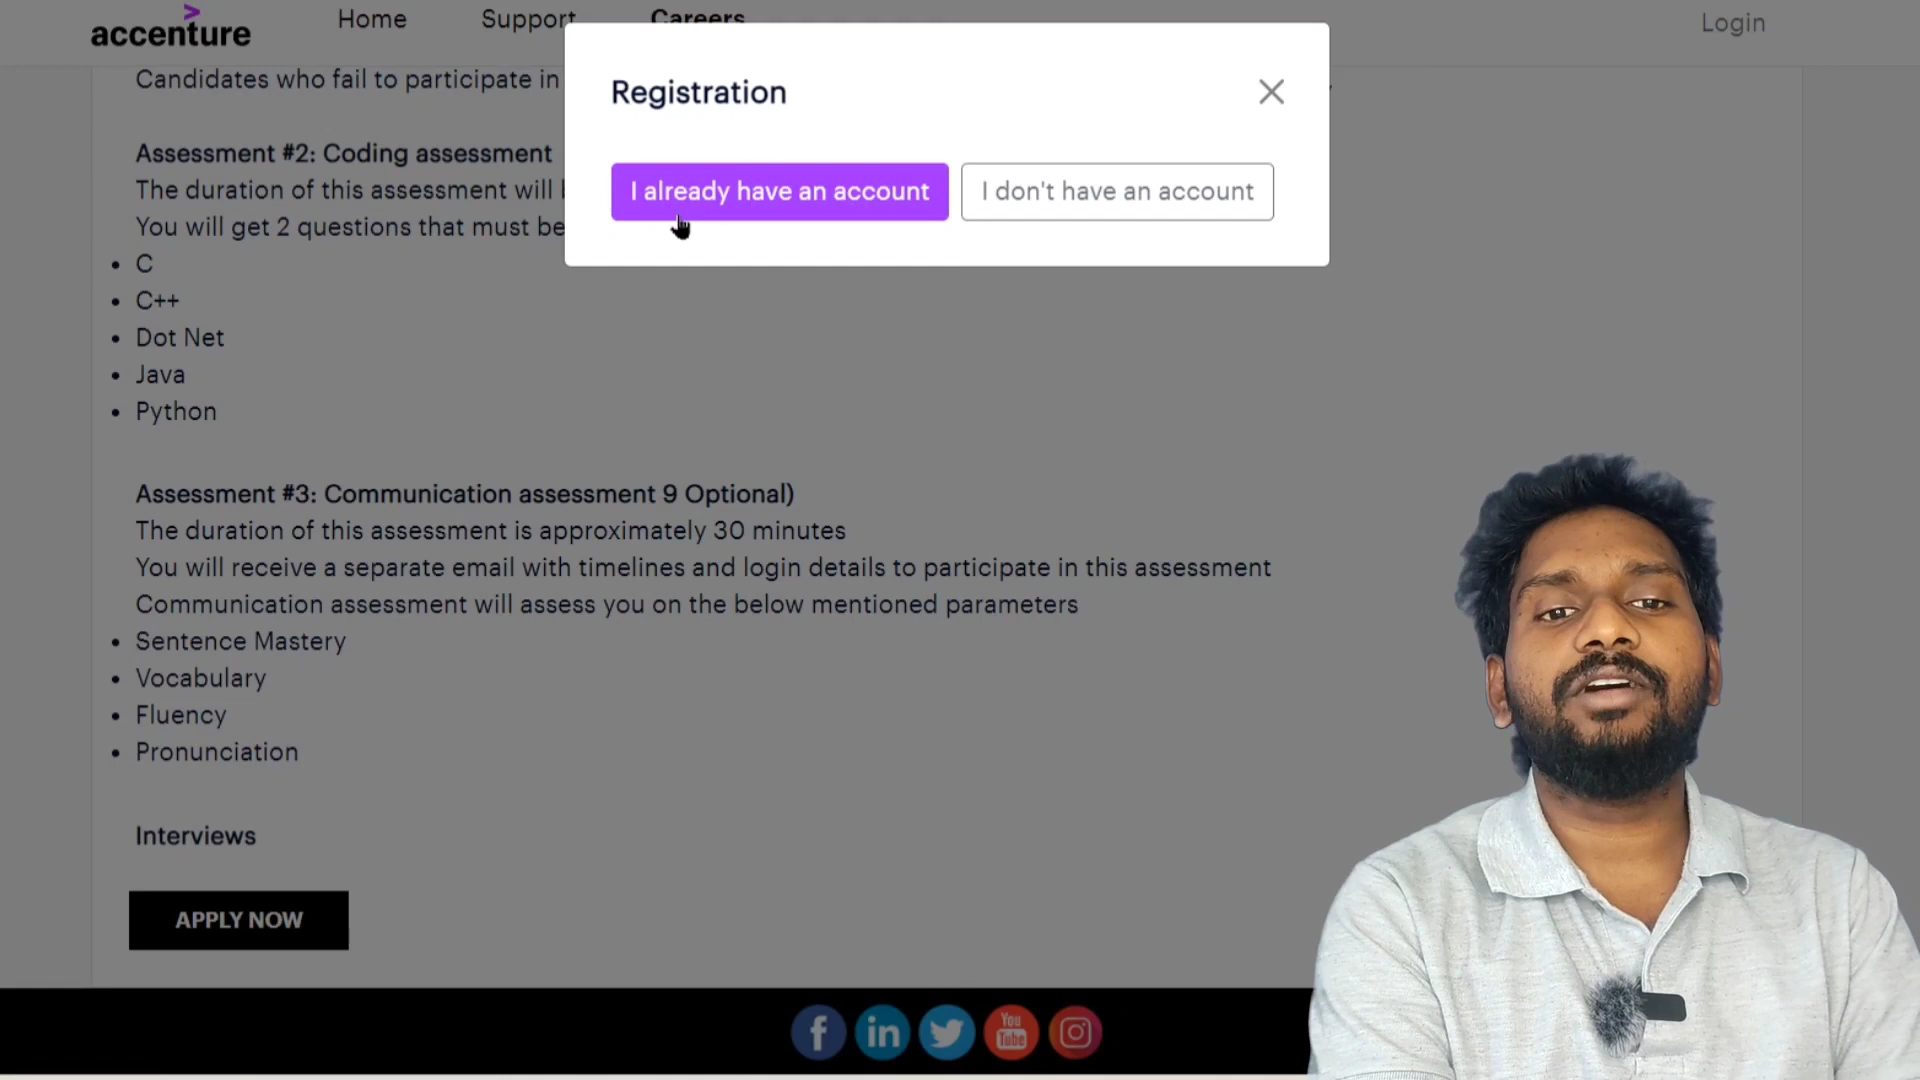 accenture
Home
Support
Careers
Login
Candidates who fail to participate in
Registration
I already have an account
I don't have an account
Assessment #2: Coding assessment
The duration of this assessment will
You will get 2 questions that must be
• C
• C++
• Dot Net
• Java
• Python
Assessment #3: Communication assessment 9 Optional)
The duration of this assessment is approximately 30 minutes
You will receive a separate email with timelines and login details to participate in this assessment
Communication assessment will assess you on the below mentioned parameters
• Sentence Mastery
• Vocabulary
• Fluency
• Pronunciation
Interviews
APPLY NOW
You
Tube